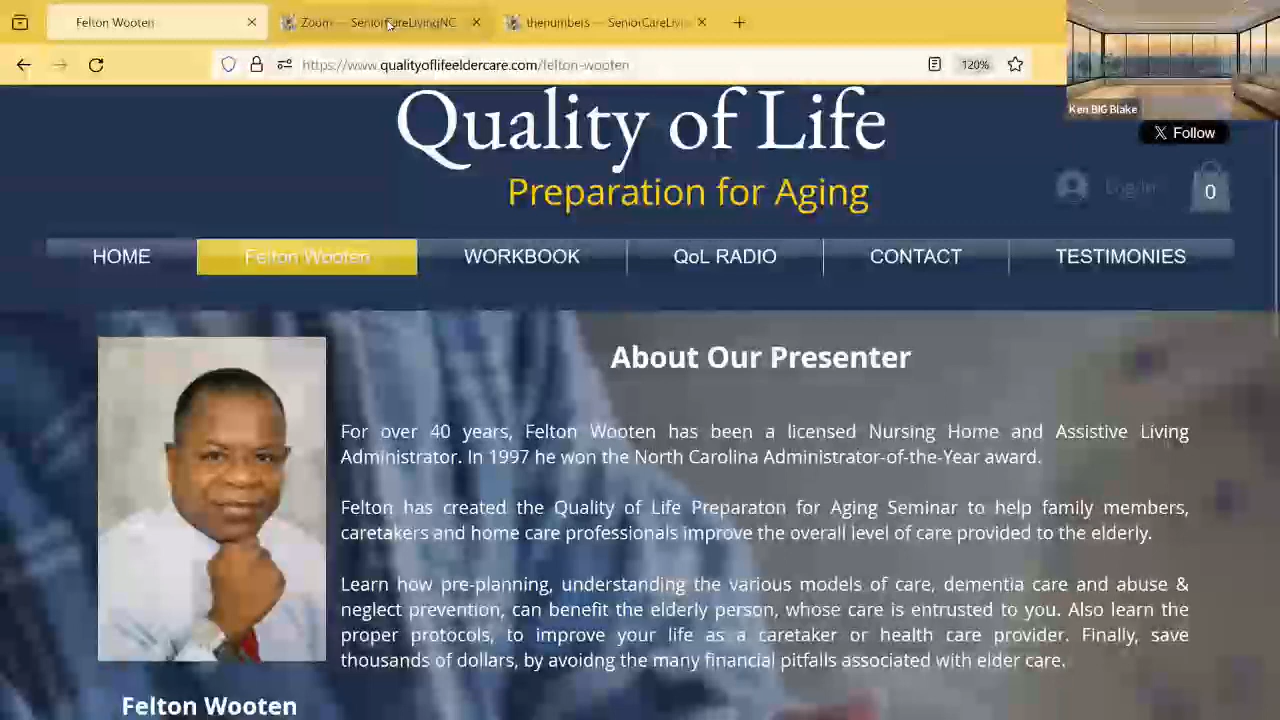 Felton Wooten
Zoom — SeniorCareLivingNC
thenumbers — SeniorCareLivi
https://www.qualityoflifeeldercare.com/felton-wooten
120%
Ken BIG Blake
Quality of Life
Preparation for Aging
X Follow
Log In
0
HOME
Felton Wooten
WORKBOOK
QoL RADIO
CONTACT
TESTIMONIES
About Our Presenter
For over 40 years, Felton Wooten has been a licensed Nursing Home and Assistive Living
Administrator. In 1997 he won the North Carolina Administrator-of-the-Year award.
Felton has created the Quality of Life Preparaton for Aging Seminar to help family members,
caretakers and home care professionals improve the overall level of care provided to the elderly.
Learn how pre-planning, understanding the various models of care, dementia care and abuse &
neglect prevention, can benefit the elderly person, whose care is entrusted to you. Also learn the
proper protocols, to improve your life as a caretaker or health care provider. Finally, save
thousands of dollars, by avoidng the many financial pitfalls associated with elder care.
Felton Wooten